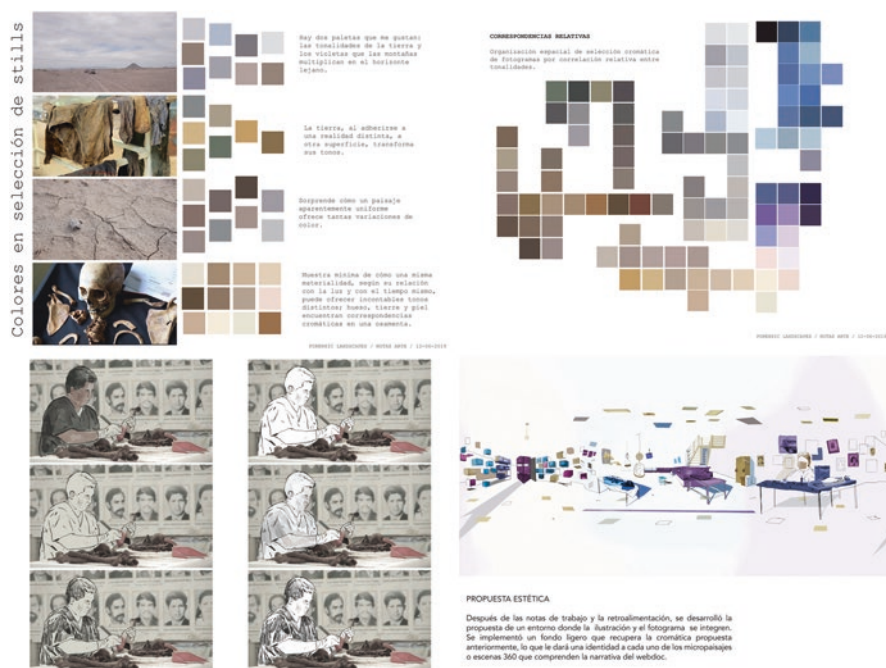 Colores en selección de stills
Hay dos paletas que me gustan:
las tonalidades de la tierra y
los violetas que las montañas
multiplican en el horizonte
lejano.
La tierra, al adherirse a
una realidad distinta, a
otra superficie, transforma
sus tonos.
Sorprende cómo un paisaje
aparentemente uniforme
ofrece tantas variaciones de
color.
Muestra mínima de cómo una misma
materialidad, según su relación
con la luz y con el tiempo mismo,
puede ofrecer incontables tonos
distintos; hueso, tierra y piel
encuentran correspondencias
cromáticas en una osamenta.
FORENSIC LANDSCAPES / NOTAS ARTE / 12-06-2019
CORRESPONDENCIAS RELATIVAS
Organización espacial de selección cromática
de fotogramas por correlación relativa entre
tonalidades.
FORENSIC LANDSCAPES / NOTAS ARTE / 12-06-2019
PROPUESTA ESTÉTICA
Después de las notas de trabajo y la retroalimentación, se desarrolló la
propuesta de un entorno donde la ilustración y el fotograma se integren.
Se implementó un fondo ligero que recupera la cromática propuesta
anteriormente, lo que le dará una identidad a cada uno de los micropaisajes
o escenas 360 que comprenden la narrativa del webdoc.